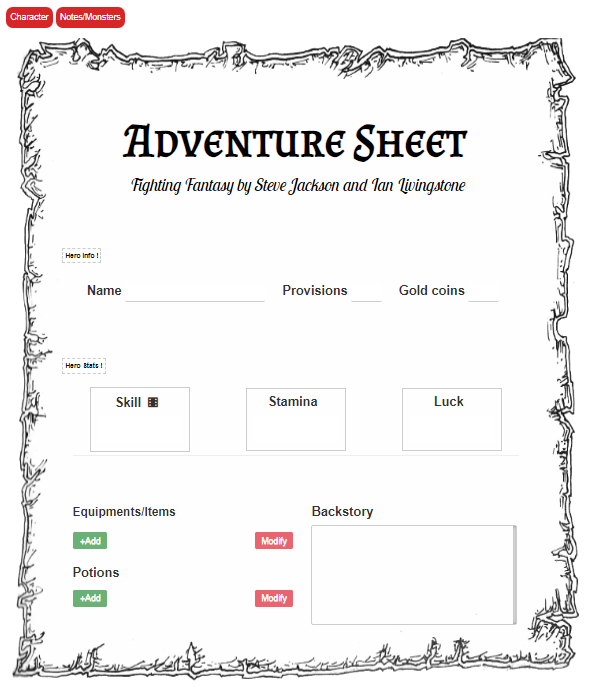 Character Notes/Monsters
Adventure Sheet
Fighting Fantasy by Steve Jackson and Ian Livingstone
Hero Info !
Name Provisions Gold coins
Hero Stats !
Skill Stamina Luck
Equipments/Items Backstory
+Add Modify
Potions
+Add Modify